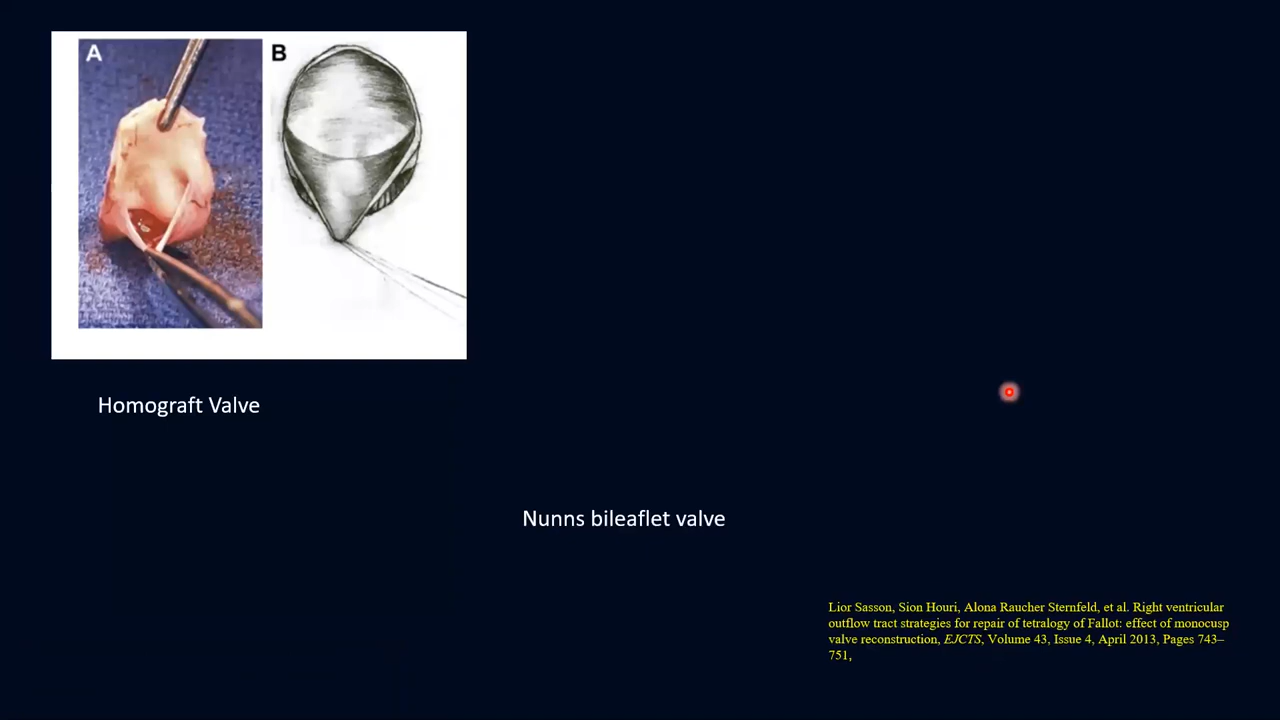 A
B
Homograft Valve
Nunns bileaflet valve
Lior Sasson, Sion Houri, Alona Raucher Sternfeld, et al. Right ventricular
outflow tract strategies for repair of tetralogy of Fallot: effect of monocusp
valve reconstruction, EJCTS, Volume 43, Issue 4, April 2013, Pages 743–
751,